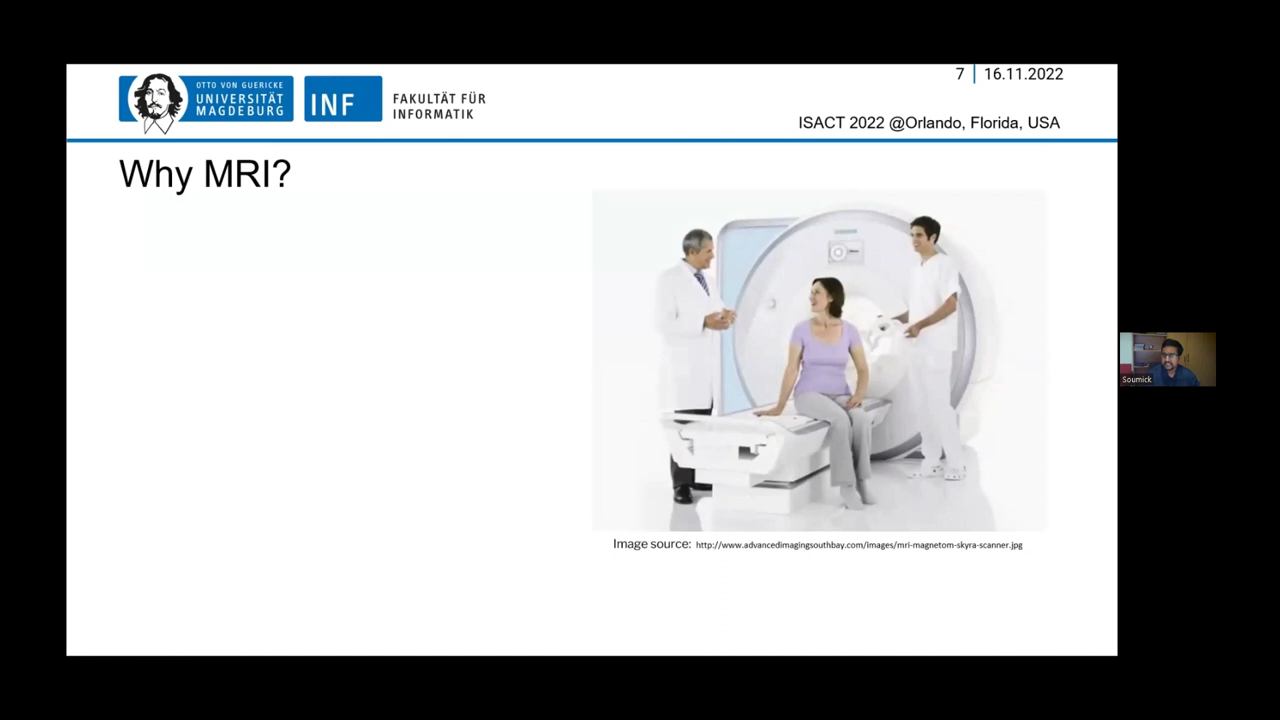 OTTO VON GUERICKE
UNIVERSITÄT
MAGDEBURG
INF
FAKULTÄT FÜR
INFORMATIK
7 16.11.2022
ISACT 2022 @Orlando, Florida, USA
Why MRI?
Image source: http://www.advancedimagingsouthbay.com/images/mri-magnetom-skyra-scanner.jpg
Soumick